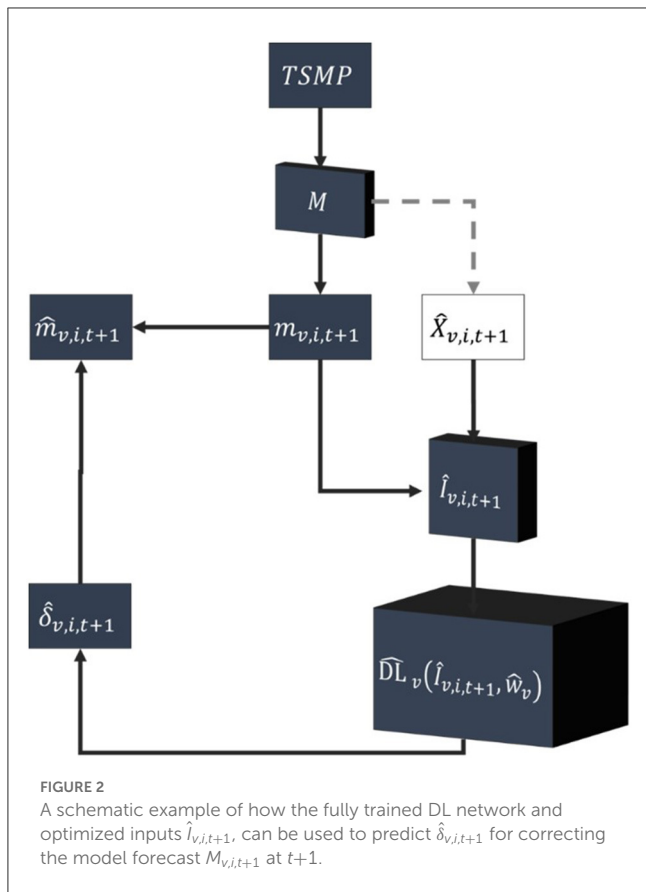 TSMP
M
m̂ᵥ,ᵢ,ₜ₊₁
mᵥ,ᵢ,ₜ₊₁
X̂ᵥ,ᵢ,ₜ₊₁
Îᵥ,ᵢ,ₜ₊₁
δ̂ᵥ,ᵢ,ₜ₊₁
D̂Lᵥ(Îᵥ,ᵢ,ₜ₊₁, ŵᵥ)
FIGURE 2
A schematic example of how the fully trained DL network and
optimized inputs Îᵥ,ᵢ,ₜ₊₁, can be used to predict δ̂ᵥ,ᵢ,ₜ₊₁ for correcting
the model forecast Mᵥ,ᵢ,ₜ₊₁ at t+1.